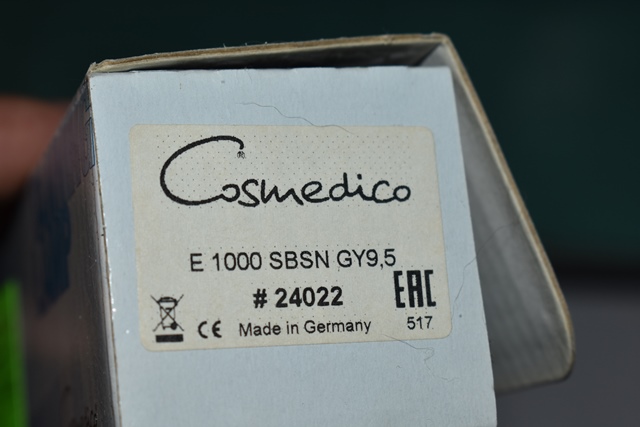 Cosmedico®
E 1000 SBSN GY9,5
# 24022
EAC
CE Made in Germany 517